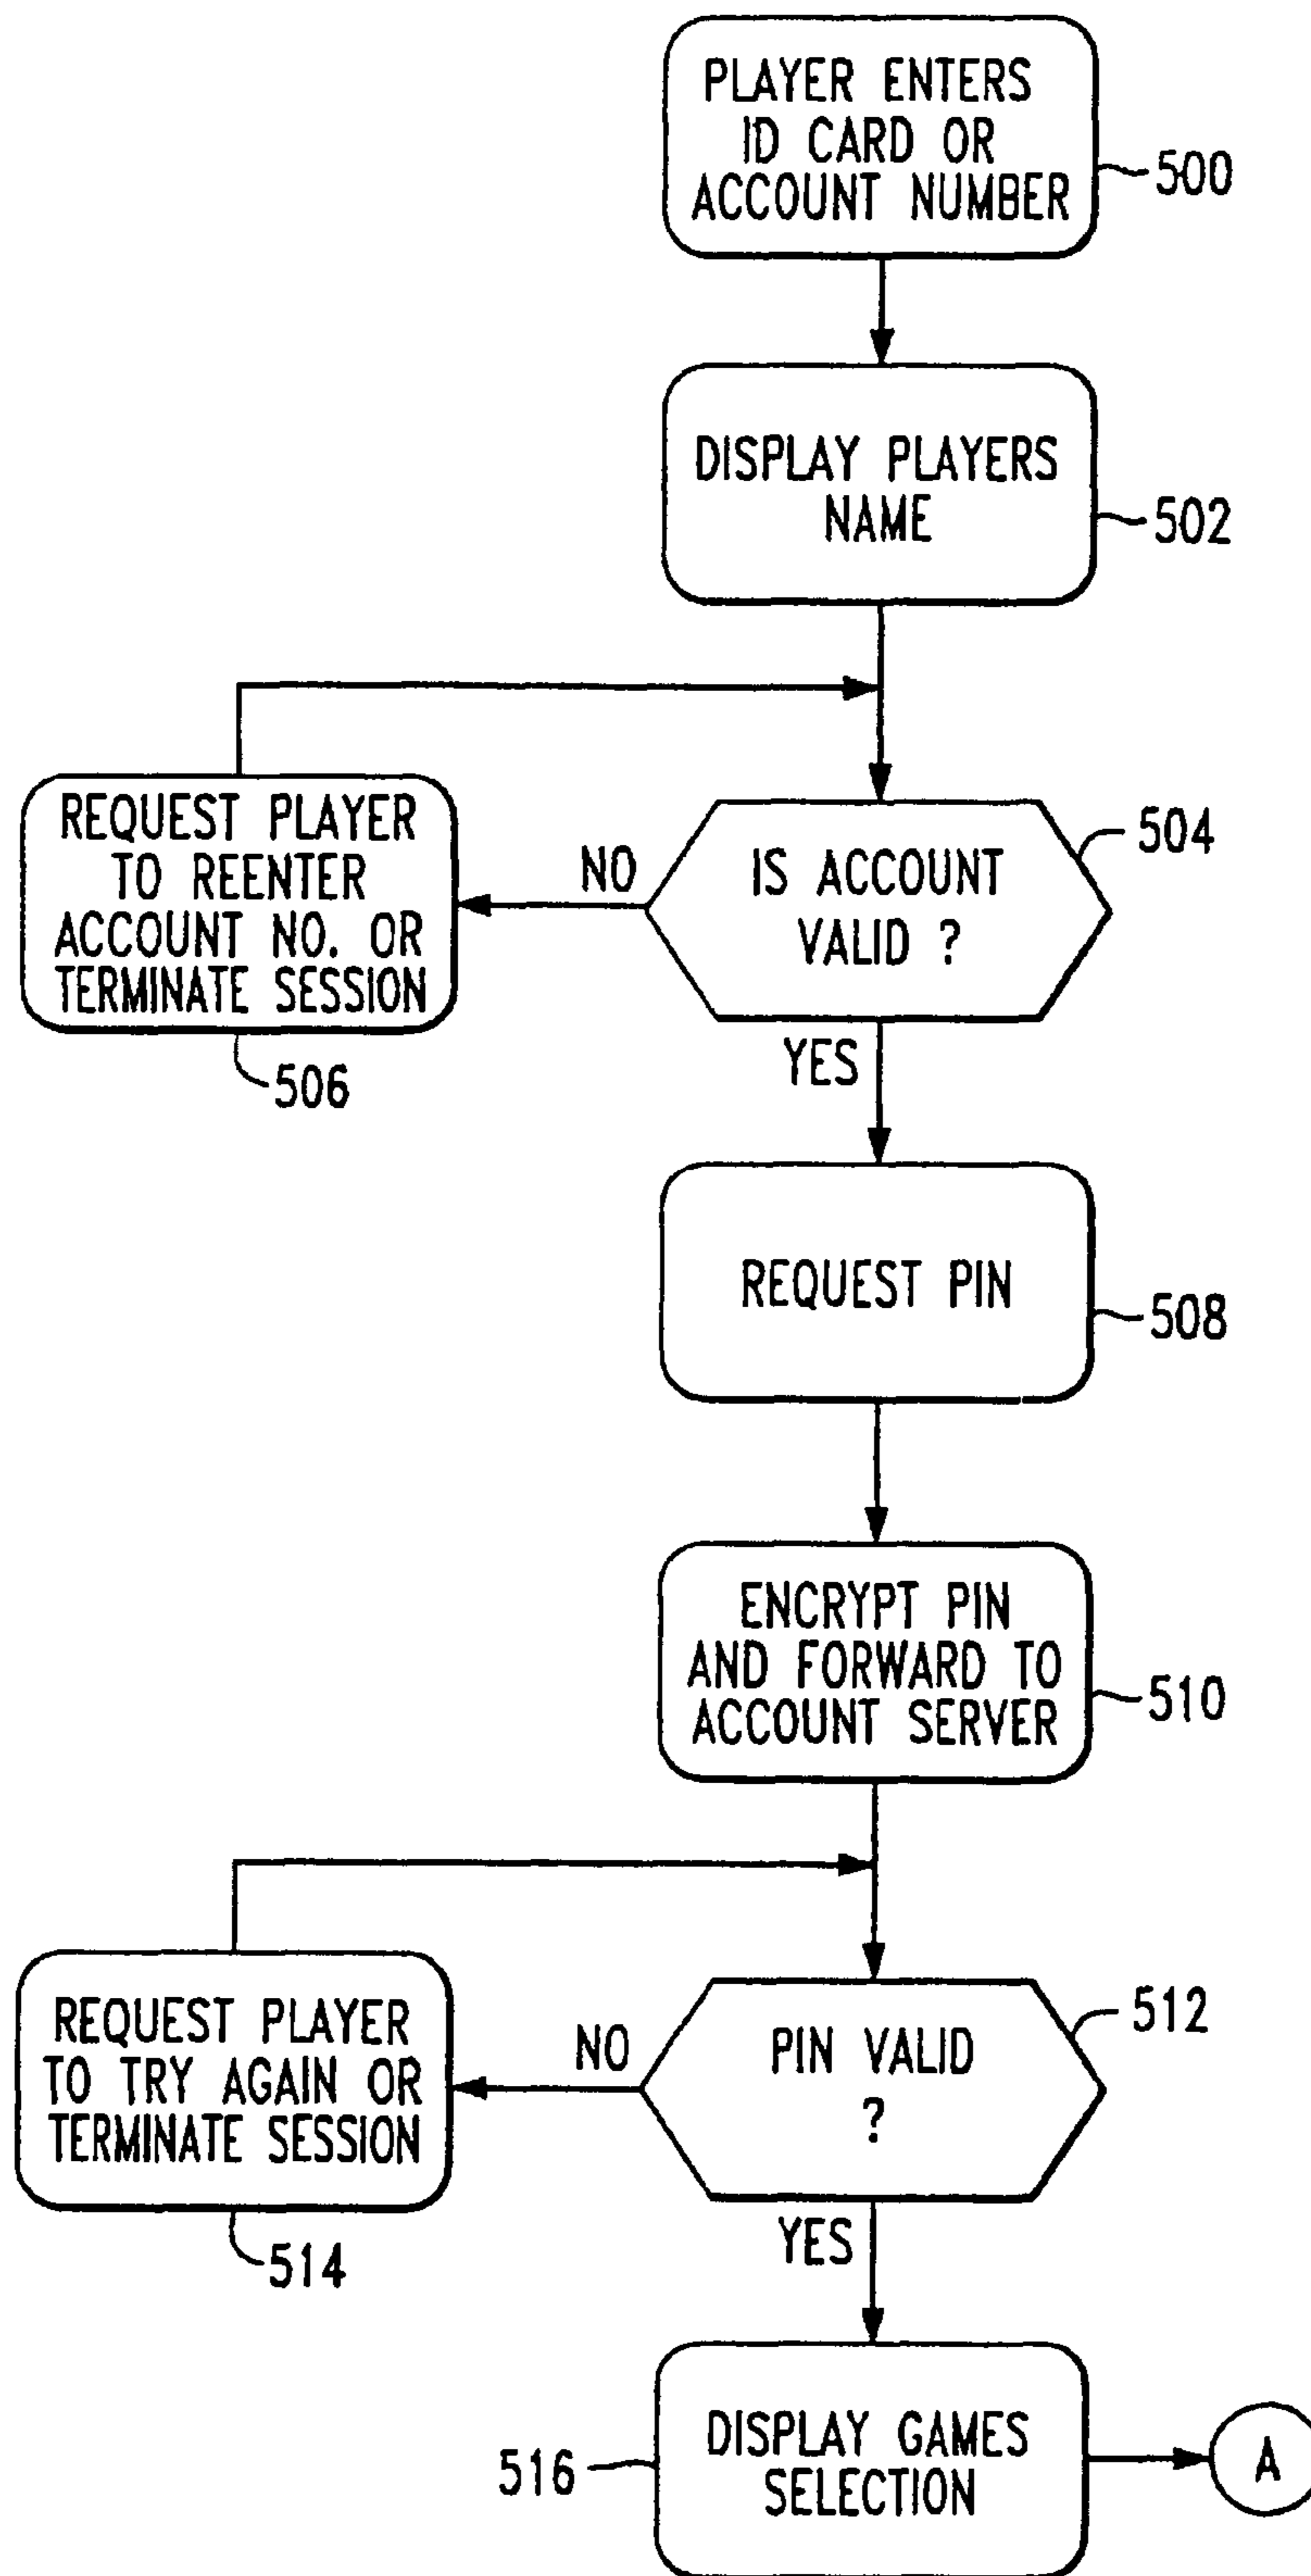 PLAYER ENTERS
ID CARD OR
ACCOUNT NUMBER
500
DISPLAY PLAYERS
NAME
502
REQUEST PLAYER
TO REENTER
ACCOUNT NO. OR
TERMINATE SESSION
506
NO
IS ACCOUNT
VALID ?
504
YES
REQUEST PIN
508
ENCRYPT PIN
AND FORWARD TO
ACCOUNT SERVER
510
REQUEST PLAYER
TO TRY AGAIN OR
TERMINATE SESSION
514
NO
PIN VALID
?
512
YES
DISPLAY GAMES
SELECTION
516
A